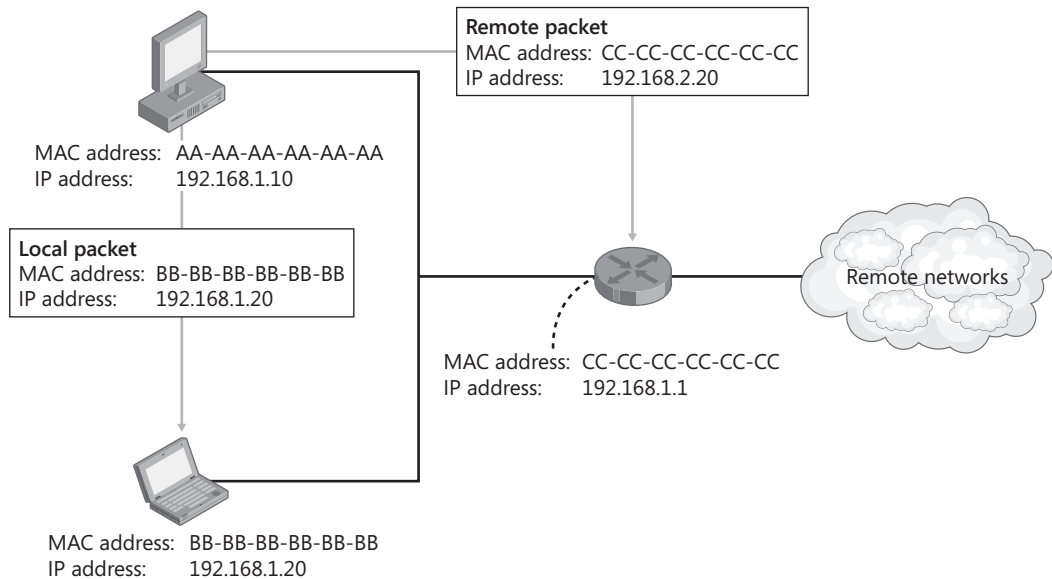 Remote packet
MAC address: CC-CC-CC-CC-CC-CC
IP address: 192.168.2.20
MAC address: AA-AA-AA-AA-AA-AA
IP address: 192.168.1.10
Local packet
MAC address: BB-BB-BB-BB-BB-BB
IP address: 192.168.1.20
Remote networks
MAC address: CC-CC-CC-CC-CC-CC
IP address: 192.168.1.1
MAC address: BB-BB-BB-BB-BB-BB
IP address: 192.168.1.20